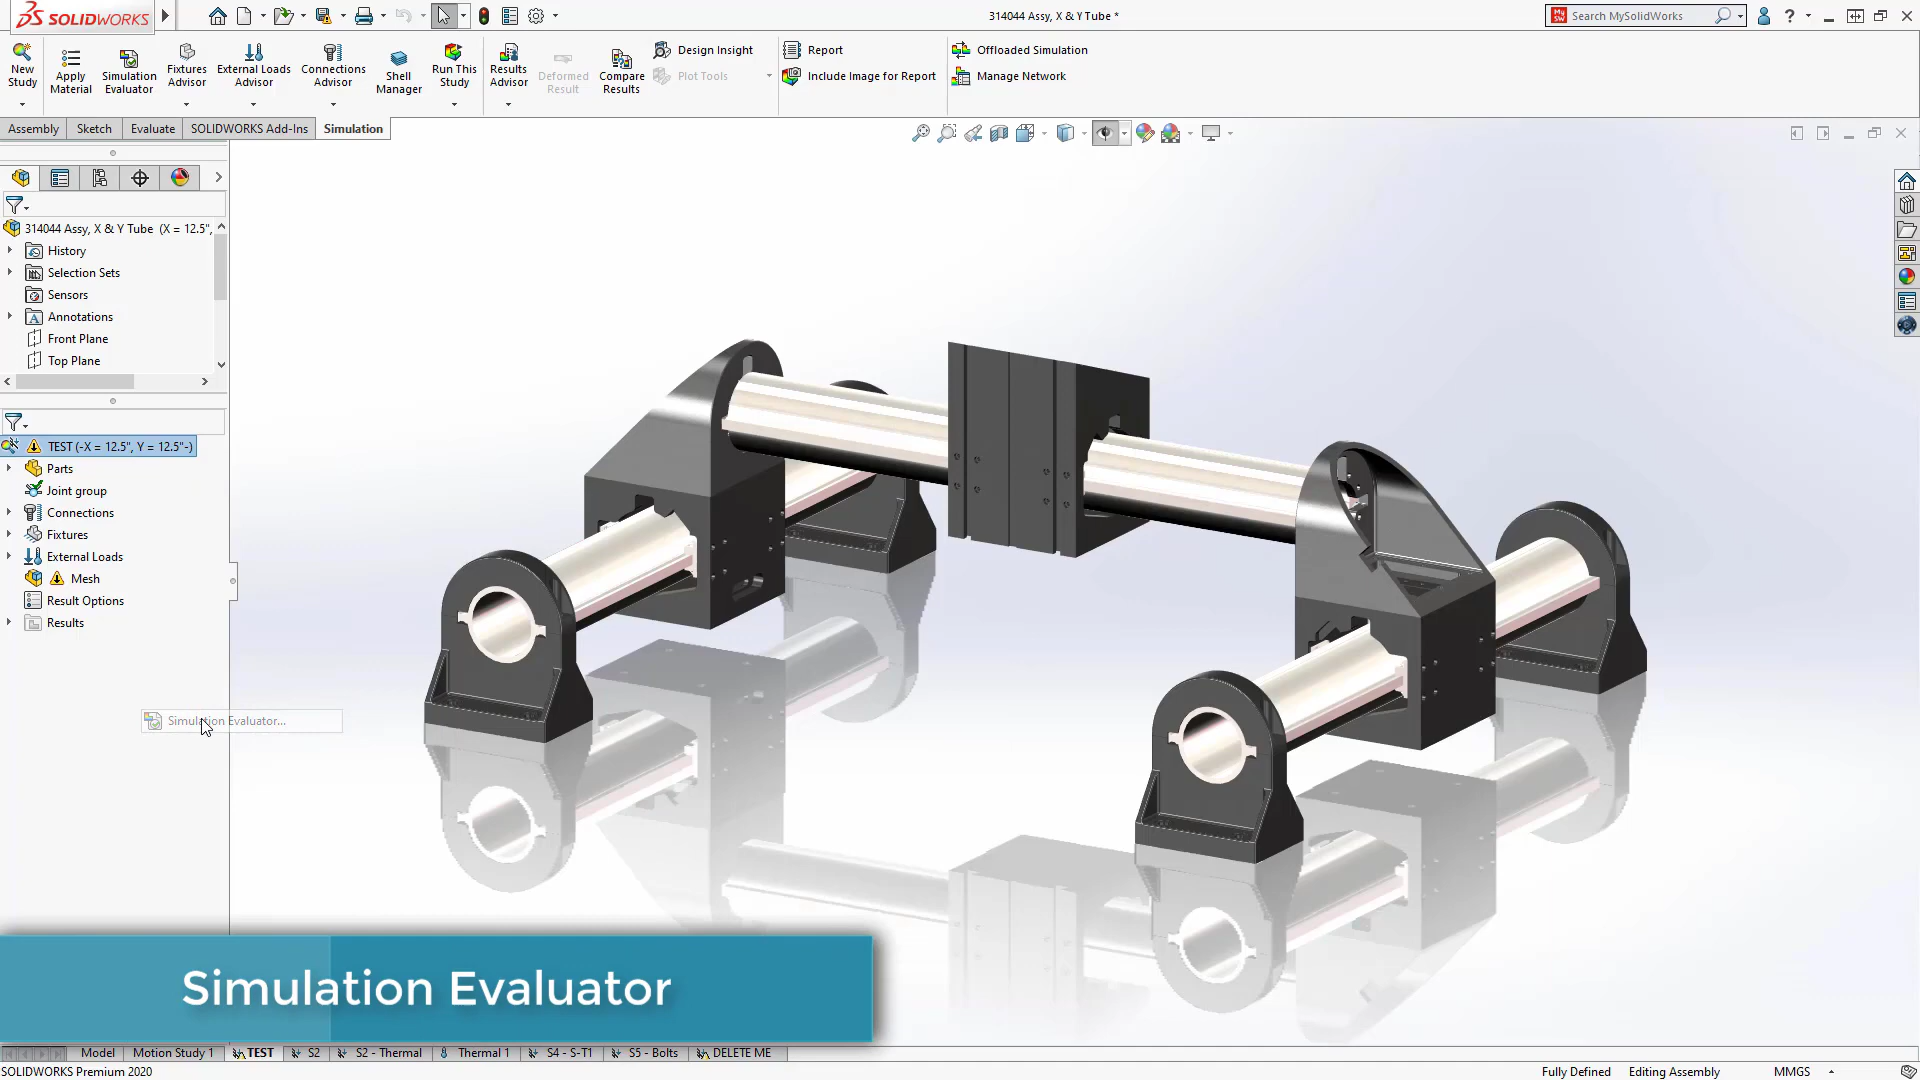 SOLIDWORKS
314044 Assy, X & Y Tube *
Search MySolidWorks
New Study
Apply Material
Simulation Evaluator
Fixtures Advisor
External Loads Advisor
Connections Advisor
Shell Manager
Run This Study
Results Advisor
Deformed Result
Compare Results
Design Insight
Plot Tools
Report
Include Image for Report
Offloaded Simulation
Manage Network
Assembly
Sketch
Evaluate
SOLIDWORKS Add-Ins
Simulation
314044 Assy, X & Y Tube (X = 12.5",
History
Selection Sets
Sensors
Annotations
Front Plane
Top Plane
TEST (-X = 12.5", Y = 12.5"-)
Parts
Joint group
Connections
Fixtures
External Loads
Mesh
Result Options
Results
Simulation Evaluator...
Simulation Evaluator
Model
Motion Study 1
TEST
S2
S2 - Thermal
Thermal 1
S4 - S-T1
S5 - Bolts
DELETE ME
SOLIDWORKS Premium 2020
Fully Defined
Editing Assembly
MMGS